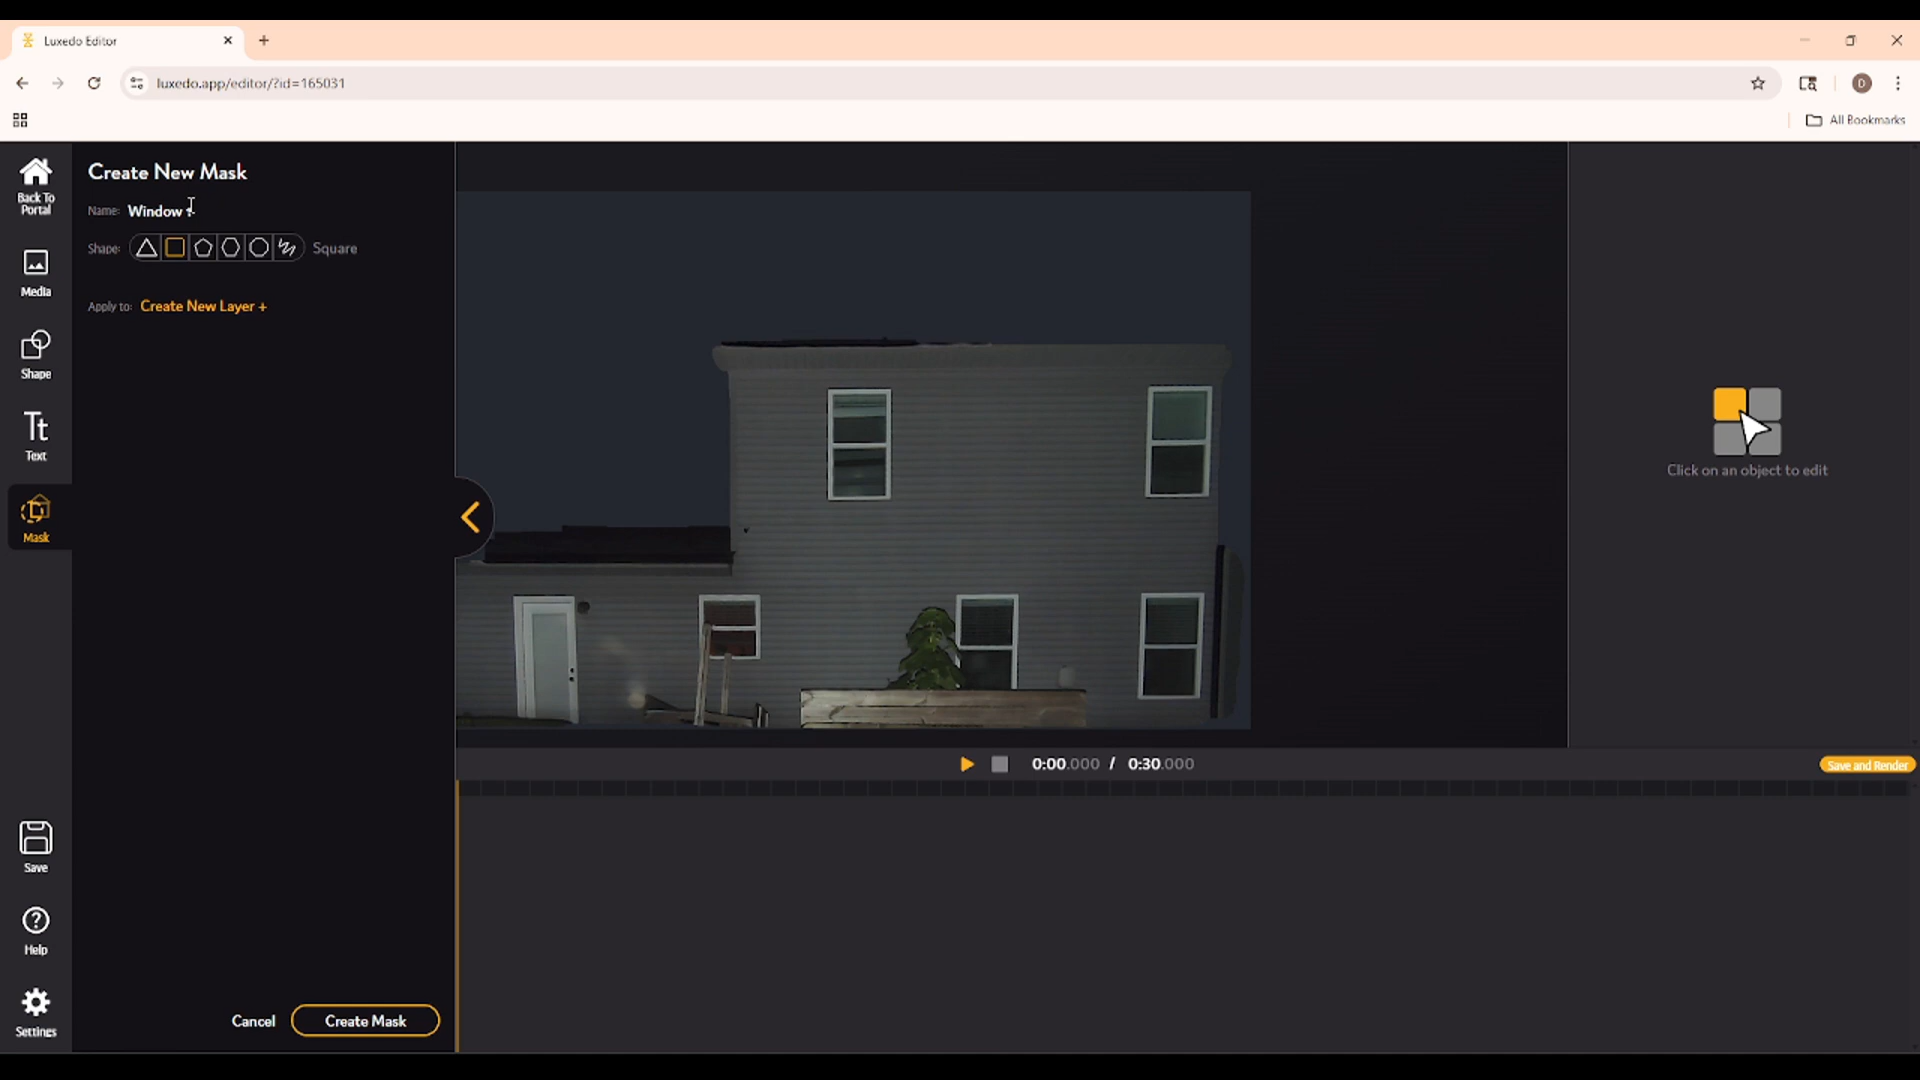 Luxedo Editor
luxedo.app/editor/?id=165031
D
All Bookmarks
Back To
Portal
Media
Shape
Tt
Text
Mask
Save
Help
Settings
Create New Mask
Name: Window
Shape: Square
Apply to: Create New Layer +
Cancel
Create Mask
Click on an object to edit
0:00.000 / 0:30.000
Save and Render